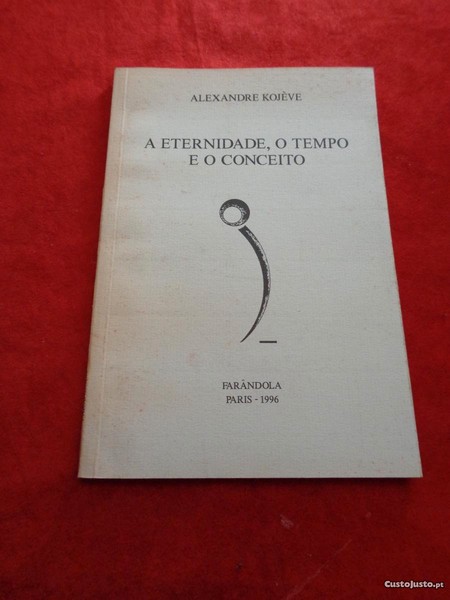 ALEXANDRE KOJÈVE
A ETERNIDADE, O TEMPO
E O CONCEITO
FARÂNDOLA
PARIS - 1996
CustoJusto.pt